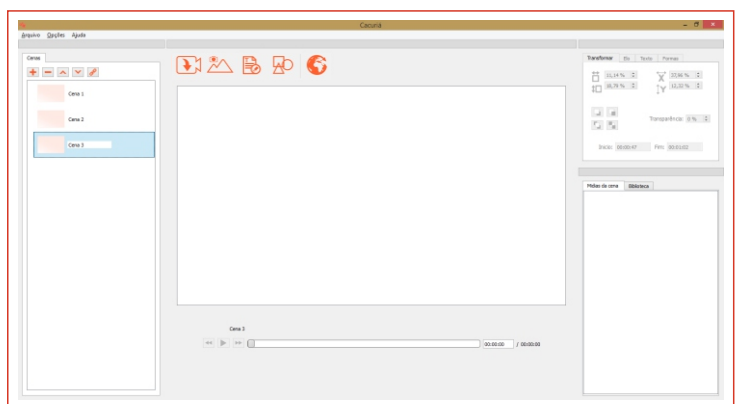 Cacuriá
Arquivo Opções Ajuda
Cenas
Cena 1
Cena 2
Cena 3
Cena 3
00:00:00 / 00:00:00
Transformar Elo Texto Formas
11,14 % X 27,96 %
18,79 % Y 12,32 %
Transparência: 0 %
Início: 00:00:47 Fim: 00:01:02
Mídias da cena Biblioteca